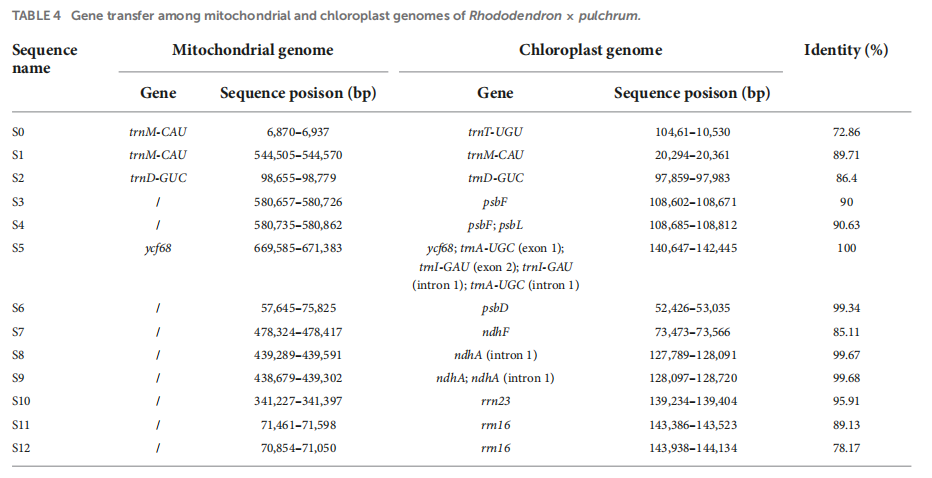 TABLE 4 Gene transfer among mitochondrial and chloroplast genomes of Rhododendron × pulchrum.
Sequence name Mitochondrial genome Chloroplast genome Identity (%)
Gene Sequence posison (bp) Gene Sequence posison (bp)
S0 trnM-CAU 6,870–6,937 trnT-UGU 104,61–10,530 72.86
S1 trnM-CAU 544,505–544,570 trnM-CAU 20,294–20,361 89.71
S2 trnD-GUC 98,655–98,779 trnD-GUC 97,859–97,983 86.4
S3 / 580,657–580,726 psbF 108,602–108,671 90
S4 / 580,735–580,862 psbF; psbL 108,685–108,812 90.63
S5 ycf68 669,585–671,383 ycf68; trnA-UGC (exon 1); 140,647–142,445 100
trnI-GAU (exon 2); trnI-GAU
(intron 1); trnA-UGC (intron 1)
S6 / 57,645–75,825 psbD 52,426–53,035 99.34
S7 / 478,324–478,417 ndhF 73,473–73,566 85.11
S8 / 439,289–439,591 ndhA (intron 1) 127,789–128,091 99.67
S9 / 438,679–439,302 ndhA; ndhA (intron 1) 128,097–128,720 99.68
S10 / 341,227–341,397 rrn23 139,234–139,404 95.91
S11 / 71,461–71,598 rrn16 143,386–143,523 89.13
S12 / 70,854–71,050 rrn16 143,938–144,134 78.17